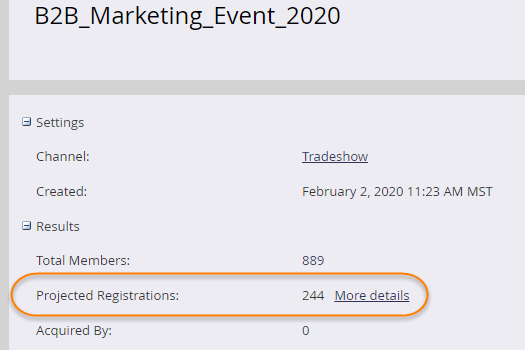 B2B_Marketing_Event_2020
Settings
Channel: Tradeshow
Created: February 2, 2020 11:23 AM MST
Results
Total Members: 889
Projected Registrations: 244 More details
Acquired By: 0